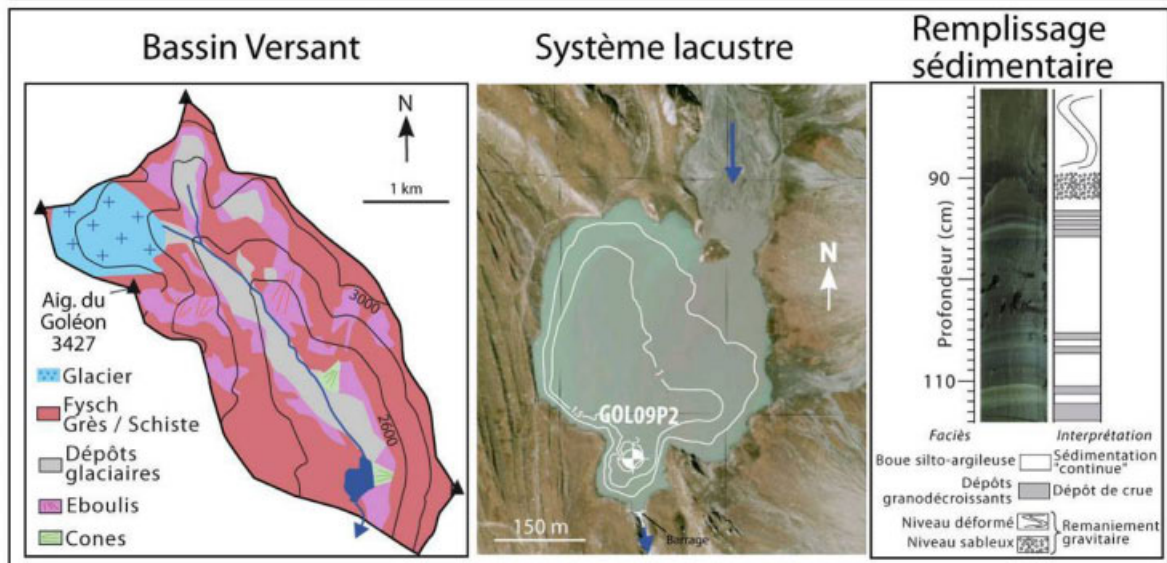 Bassin Versant
N
1 km
3000
2600
Aig. du
Goléon
3427
Glacier
Fysch
Grès / Schiste
Dépôts
glaciaires
Eboulis
Cones
Système lacustre
N
GOL09P2
150 m
Barrage
Remplissage
sédimentaire
Profondeur (cm)
90
110
Faciès
Interprétation
Boue silto-argileuse
Sédimentation
"continue"
Dépôts
granodécroissants
Dépôt de crue
Niveau déformé
Niveau sableux
Remaniement
gravitaire